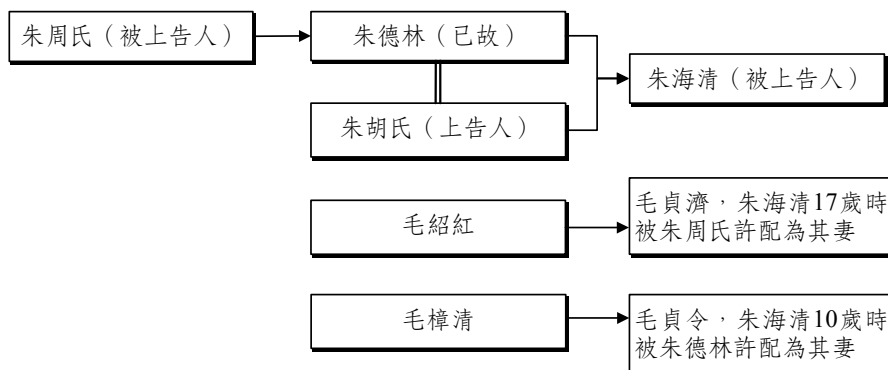 朱周氏（被上告人）
朱德林（已故）
朱海清（被上告人）
朱胡氏（上告人）
毛紹紅
毛貞濟，朱海清17歲時
被朱周氏許配為其妻
毛樟清
毛貞令，朱海清10歲時
被朱德林許配為其妻